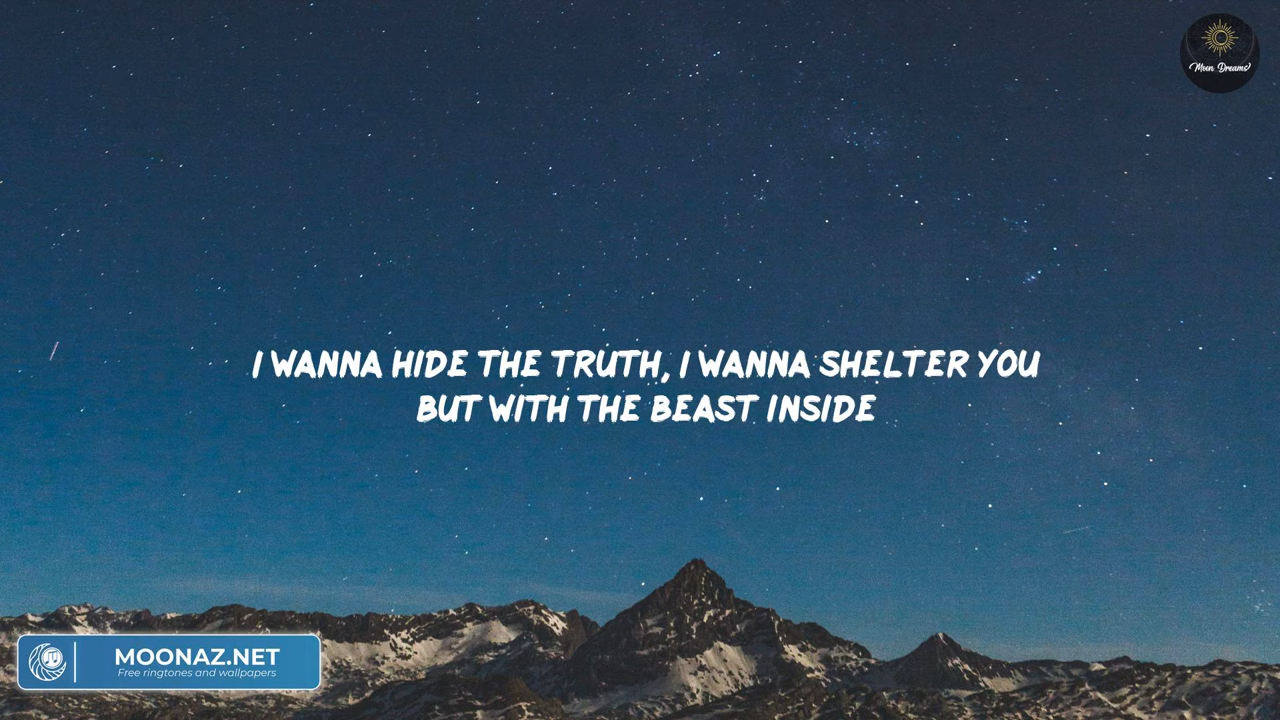 Moon Dreams
I WANNA HIDE THE TRUTH, I WANNA SHELTER YOU
BUT WITH THE BEAST INSIDE
MOONAZ.NET
Free ringtones and wallpapers